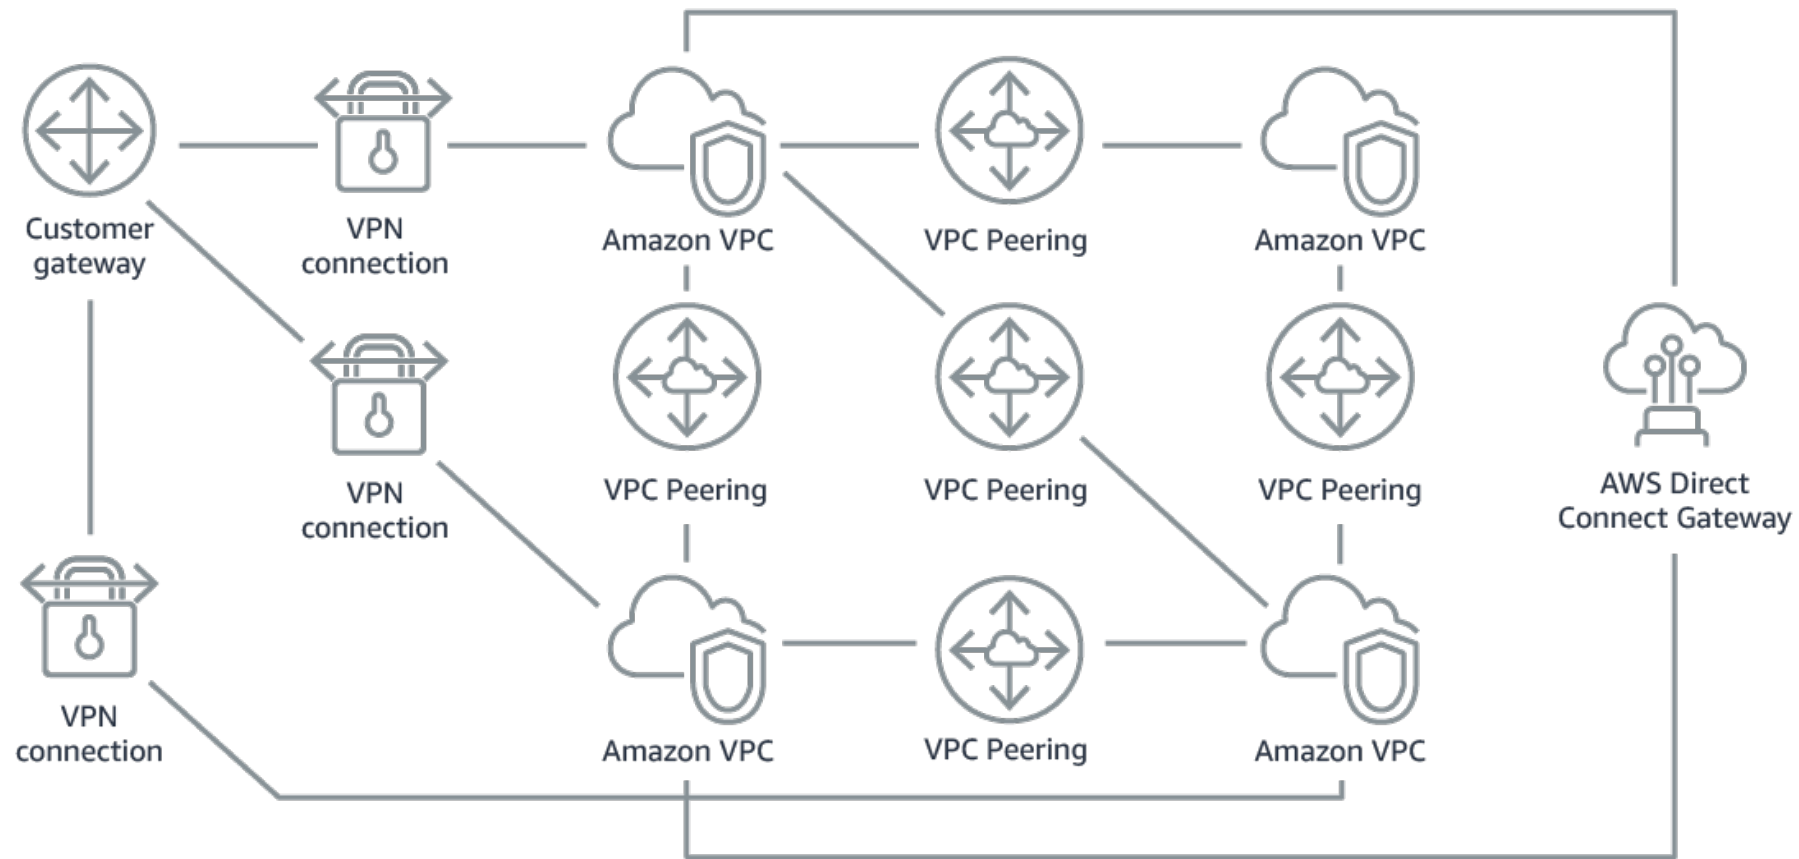 Customer
gateway
VPN
connection
Amazon VPC
VPC Peering
Amazon VPC
VPN
connection
VPC Peering
VPC Peering
VPC Peering
AWS Direct
Connect Gateway
VPN
connection
Amazon VPC
VPC Peering
Amazon VPC